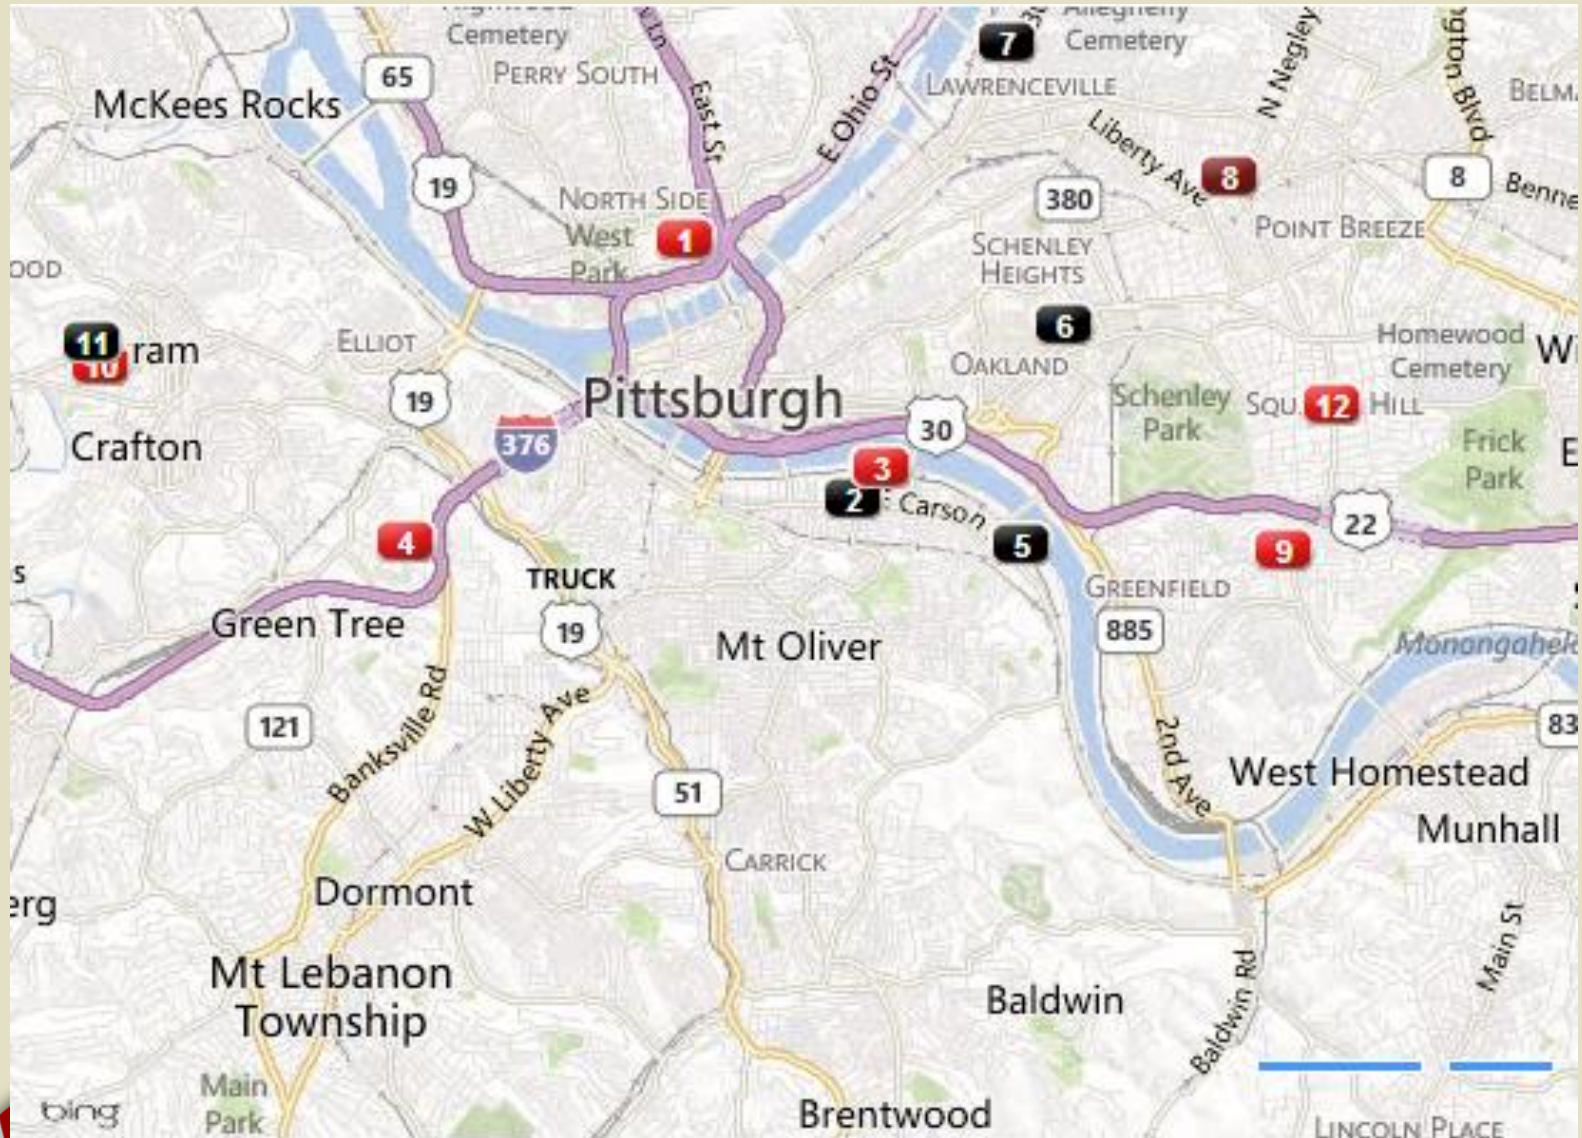 Cemetery
PERRY SOUTH
65
McKees Rocks
East St
E Ohio St
7
Allegheny
Cemetery
LAWRENCEVILLE
N Negley
Blvd
Liberty Ave
8
8
380
19
NORTH SIDE
West
Park
1
POINT BREEZE
SCHENLEY
HEIGHTS
6
11
10
ram
ELLIOT
OAKLAND
Homewood
Cemetery
19
Pittsburgh
30
Schenley
Park
SQU
12
HILL
Crafton
376
3
2
Carson
Frick
Park
4
5
22
9
TRUCK
GREENFIELD
Green Tree
19
Mt Oliver
885
121
Banksville Rd
W Liberty Ave
51
2nd Ave
83
West Homestead
Munhall
CARRICK
Dormont
Main St
Mt Lebanon
Township
Baldwin
Baldwin Rd
Main
Park
bing
Brentwood
LINCOLN PLACE